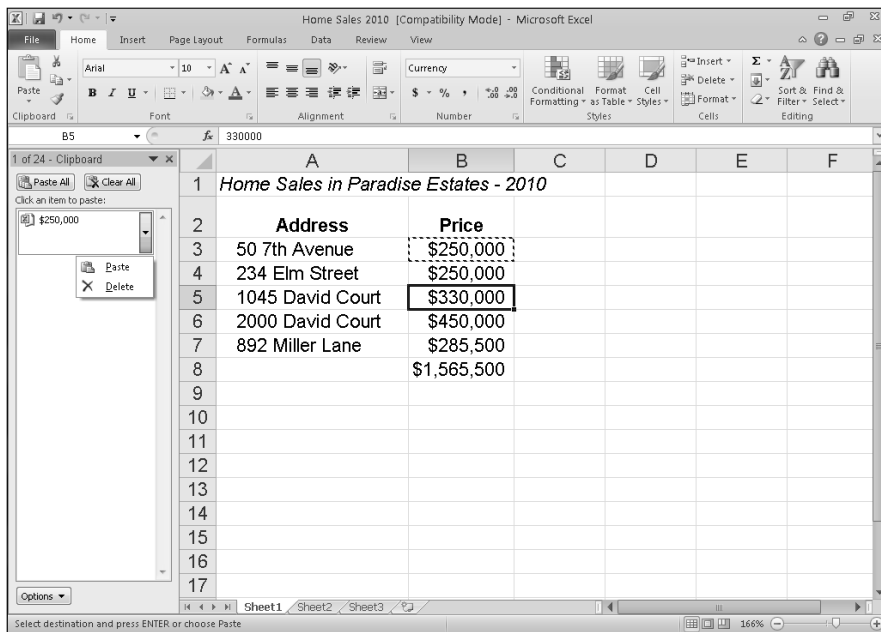 Home Sales 2010 [Compatibility Mode] - Microsoft Excel
File Home Insert Page Layout Formulas Data Review View
Paste
Arial 10 A A
B I U A
Currency
$ % , .00 .00
Conditional Formatting
Format as Table
Cell Styles
Insert
Delete
Format
Σ
Sort & Filter
Find & Select
Clipboard Font Alignment Number Styles Cells Editing
B5 fx 330000
1 of 24 - Clipboard
Paste All Clear All
Click an item to paste:
$250,000
Paste
Delete
Options
A B C D E F
1 Home Sales in Paradise Estates - 2010
2 Address Price
3 50 7th Avenue $250,000
4 234 Elm Street $250,000
5 1045 David Court $330,000
6 2000 David Court $450,000
7 892 Miller Lane $285,500
8 $1,565,500
9
10
11
12
13
14
15
16
17
Sheet1 Sheet2 Sheet3
Select destination and press ENTER or choose Paste 166%